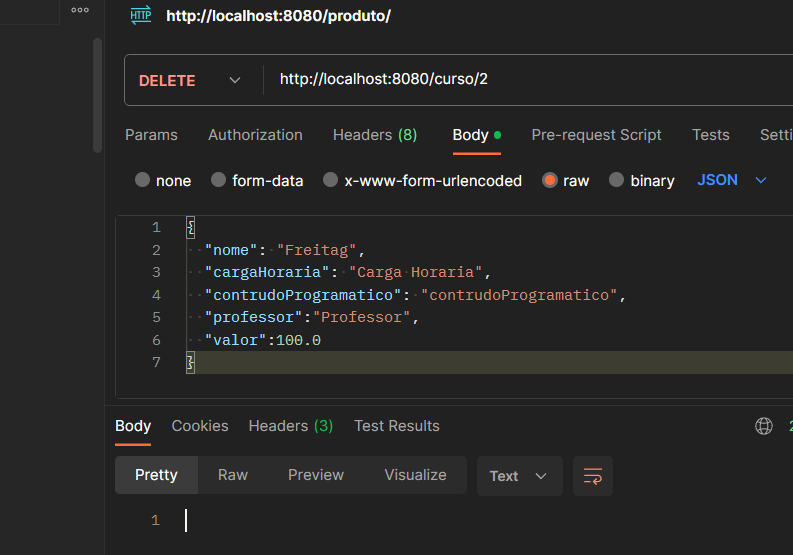 HTTP http://localhost:8080/produto/
DELETE http://localhost:8080/curso/2
Params Authorization Headers (8) Body Pre-request Script Tests Setti
none form-data x-www-form-urlencoded raw binary JSON
1 {
2 "nome": "Freitag",
3 "cargaHoraria": "Carga Horaria",
4 "contrudoProgramatico": "contrudoProgramatico",
5 "professor":"Professor",
6 "valor":100.0
7 }
Body Cookies Headers (3) Test Results 2
Pretty Raw Preview Visualize Text
1